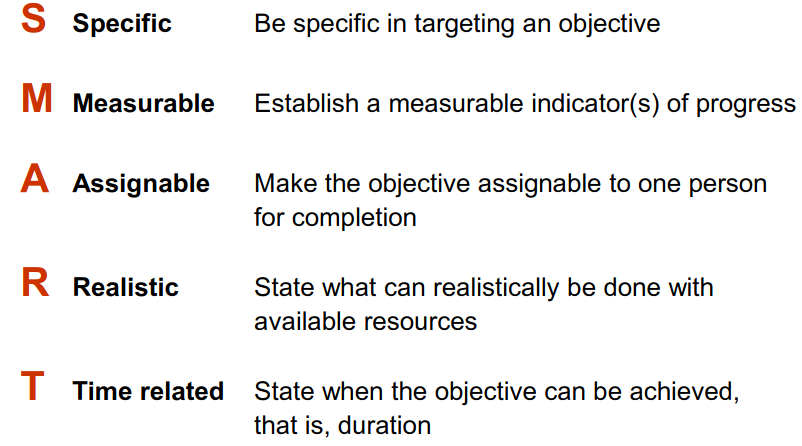 S Specific Be specific in targeting an objective
M Measurable Establish a measurable indicator(s) of progress
A Assignable Make the objective assignable to one person
for completion
R Realistic State what can realistically be done with
available resources
T Time related State when the objective can be achieved,
that is, duration